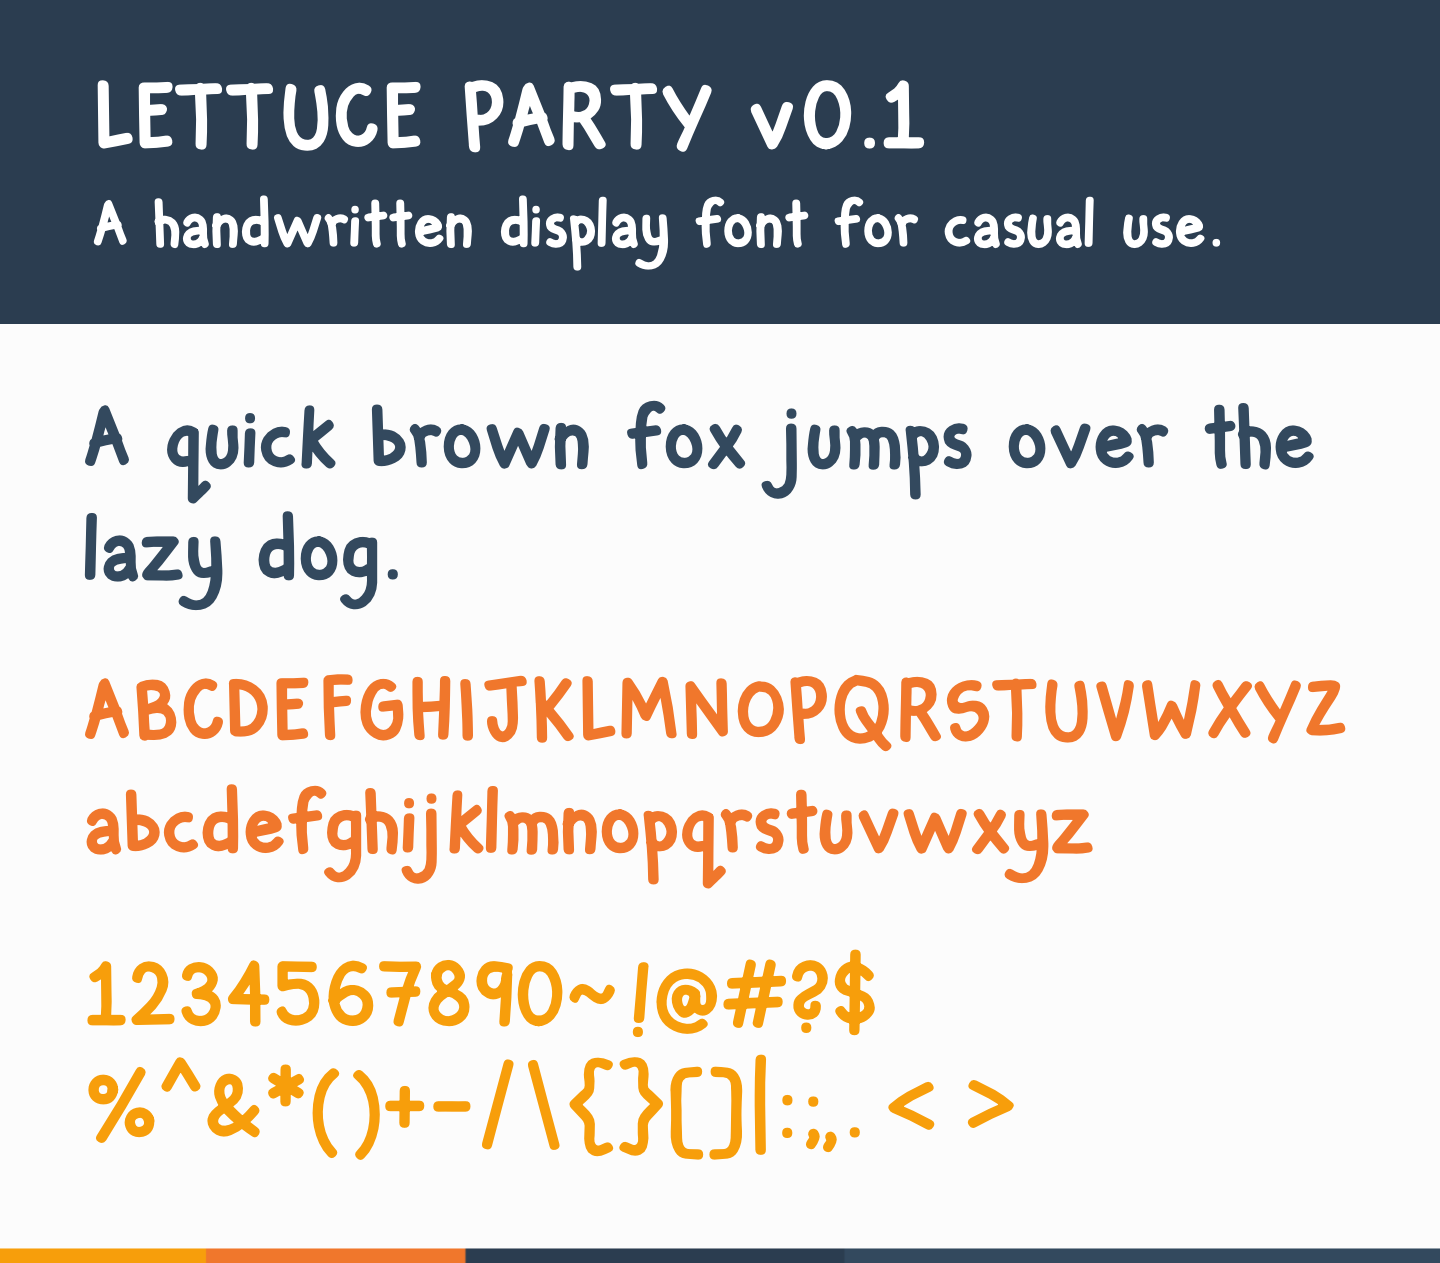 LETTUCE PARTY v0.1
A handwritten display font for casual use.
A quick brown fox jumps over the
lazy dog.
ABCDEFGHIJKLMNOPQRSTUVWXYZ
abcdefghijklmnopqrstuvwxyz
1234567890~!@#?$
%^&*()+-/\{}[]|:;,. < >